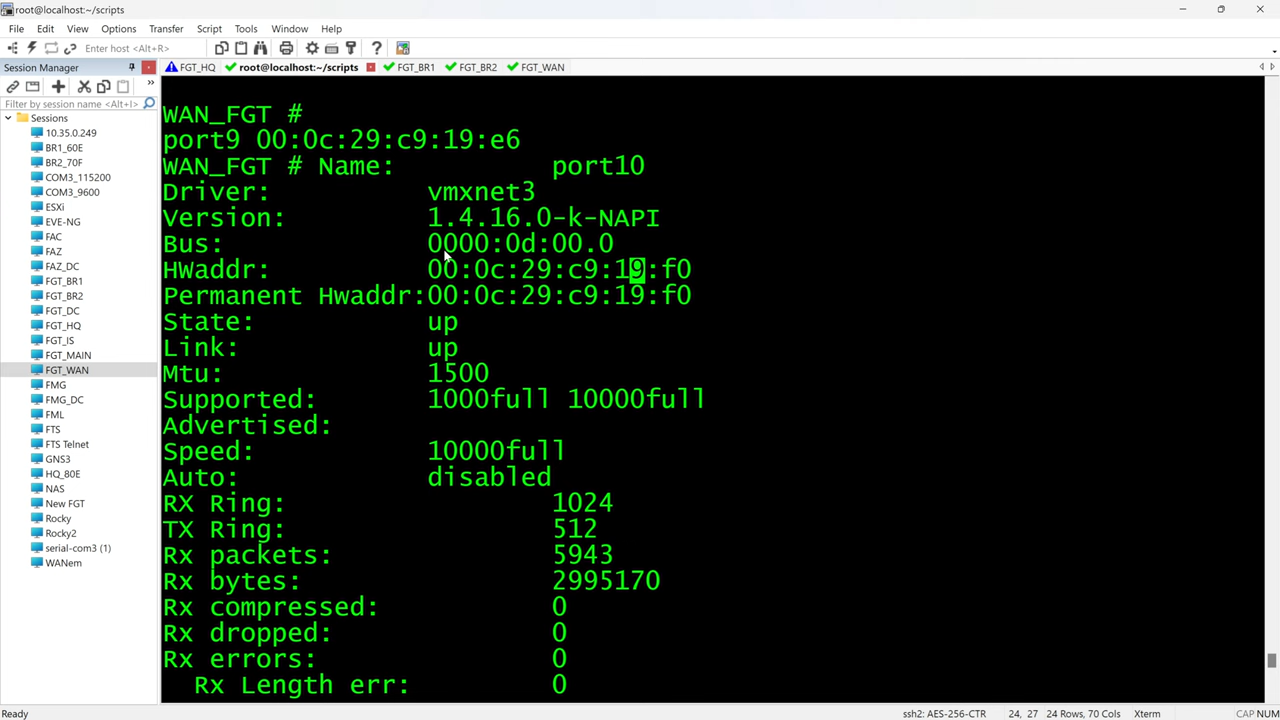 root@localhost:~/scripts
File Edit View Options Transfer Script Tools Window Help
Enter host <Alt+R>
Session Manager
FGT_HQ root@localhost:~/scripts FGT_BR1 FGT_BR2 FGT_WAN
Filter by session name <Alt+I>
Sessions
10.35.0.249
BR1_60E
BR2_70F
COM3_115200
COM3_9600
ESXi
EVE-NG
FAC
FAZ
FAZ_DC
FGT_BR1
FGT_BR2
FGT_DC
FGT_HQ
FGT_IS
FGT_MAIN
FGT_WAN
FMG
FMG_DC
FML
FTS
FTS Telnet
GNS3
HQ_80E
NAS
New FGT
Rocky
Rocky2
serial-com3 (1)
WANem
WAN_FGT #
port9 00:0c:29:c9:19:e6
WAN_FGT # Name: port10
Driver: vmxnet3
Version: 1.4.16.0-k-NAPI
Bus: 0000:0d:00.0
HWaddr: 00:0c:29:c9:19:f0
Permanent Hwaddr:00:0c:29:c9:19:f0
State: up
Link: up
Mtu: 1500
Supported: 1000full 10000full
Advertised:
Speed: 10000full
Auto: disabled
RX Ring: 1024
TX Ring: 512
Rx packets: 5943
Rx bytes: 2995170
Rx compressed: 0
Rx dropped: 0
Rx errors: 0
Rx Length err: 0
Ready
ssh2: AES-256-CTR 24, 27 24 Rows, 70 Cols Xterm CAP NUM